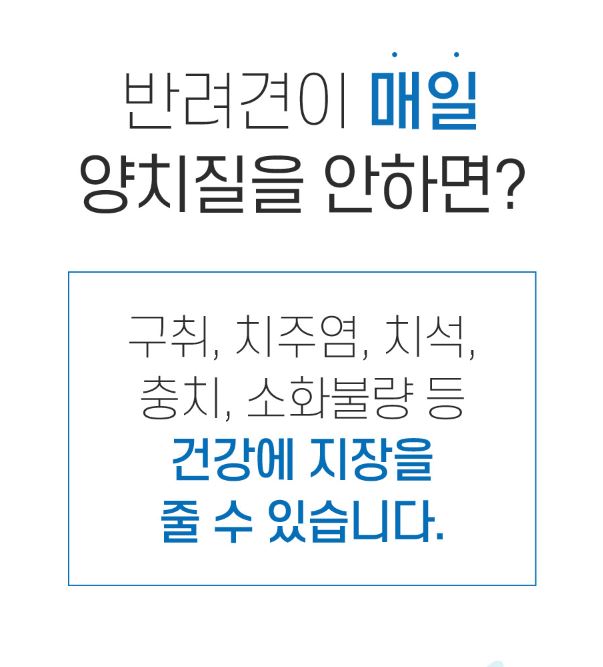 반려견이 매일
양치질을 안하면?
구취, 치주염, 치석,
충치, 소화불량 등
건강에 지장을
줄 수 있습니다.